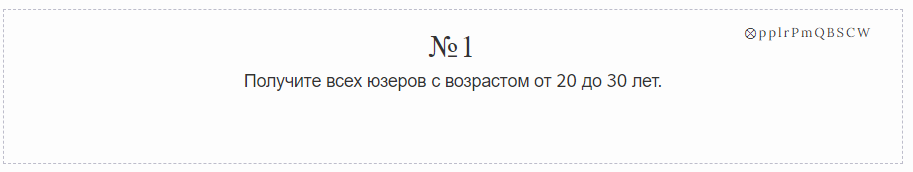 ⊗pplrPmQBSCW
№1
Получите всех юзеров с возрастом от 20 до 30 лет.